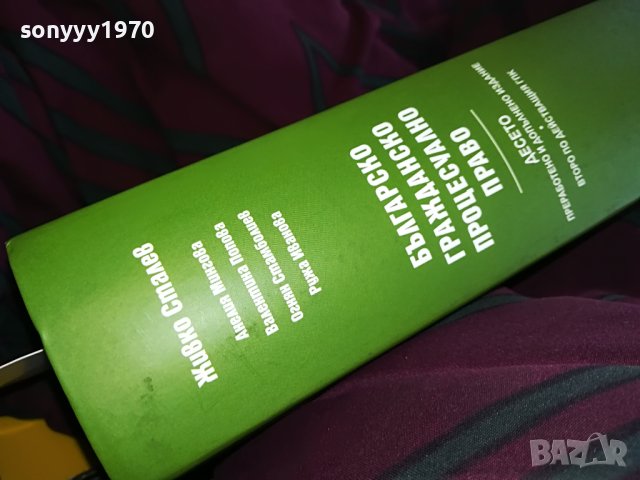 sonyyy1970
Живко Сталев
Анелия Мингова
Валентина Попова
Огнян Стамболиев
Ружа Иванова
БЪЛГАРСКО
ГРАЖДАНСКО
ПРОЦЕСУАЛНО
ПРАВО
ДЕСЕТО
ПРЕРАБОТЕНО И ДОПЪЛНЕНО ИЗДАНИЕ
ВТОРО ПО ДЕЙСТВАЩИЯ ГПК
BAZAR